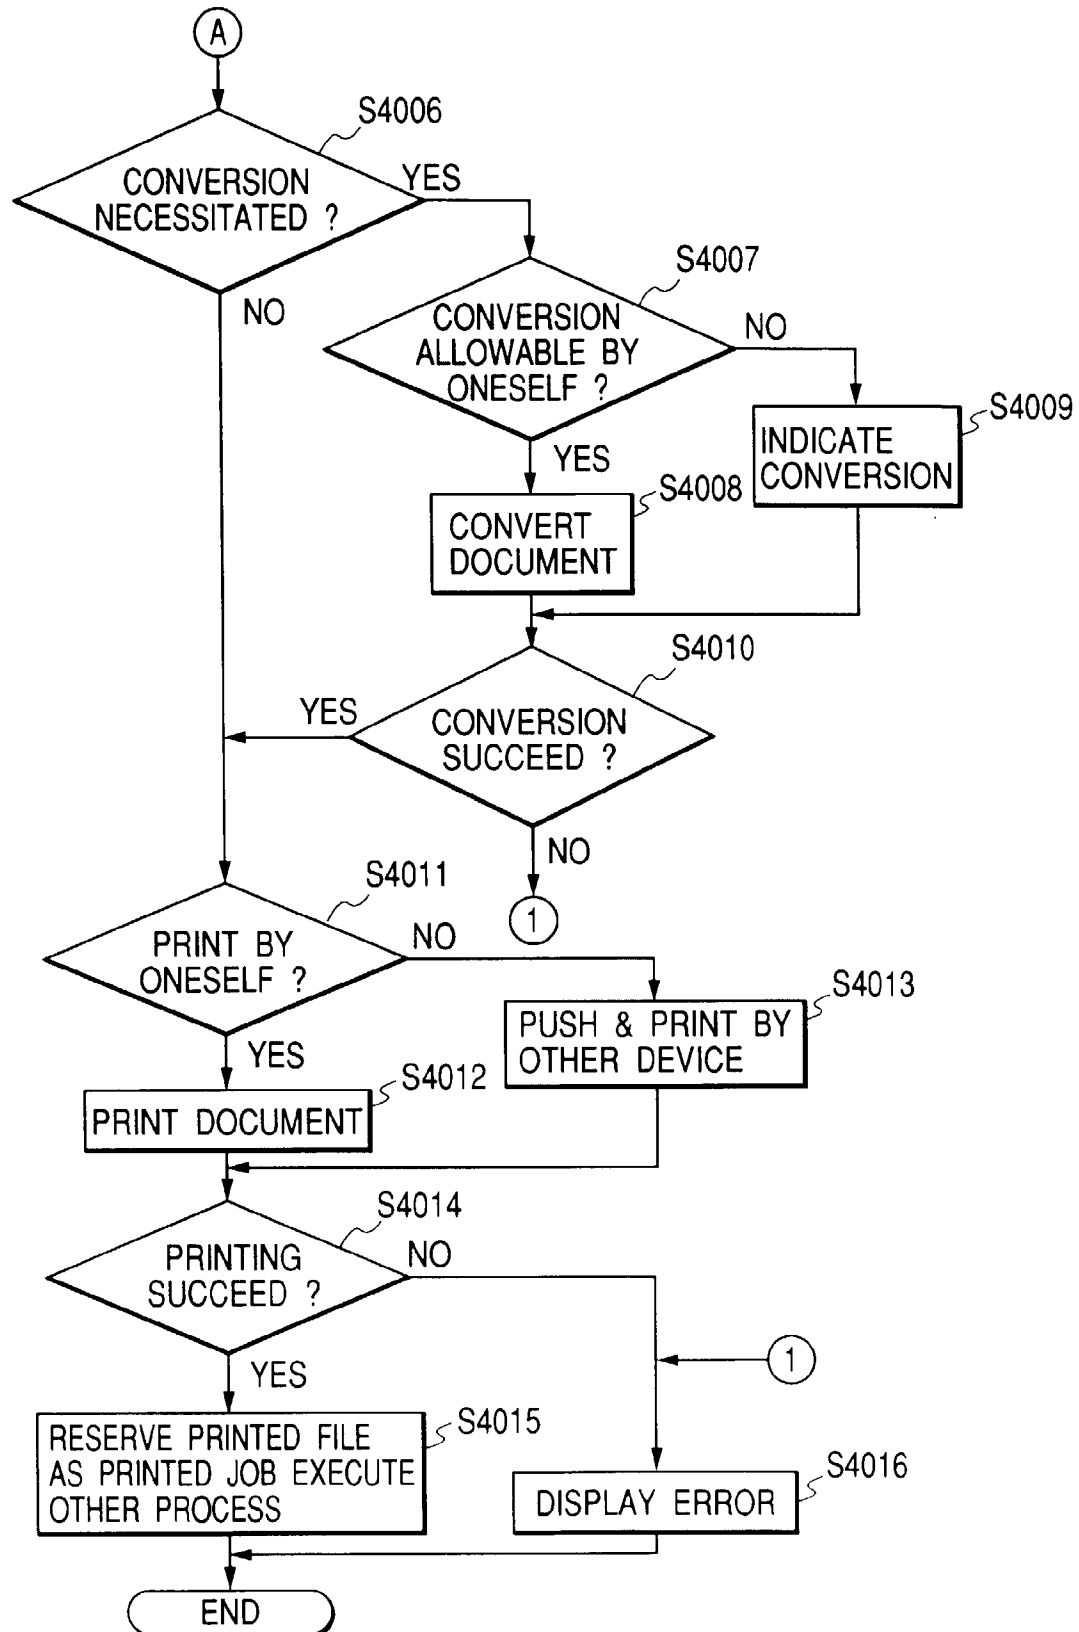 A
S4006
CONVERSION
NECESSITATED ?
YES
NO
S4007
CONVERSION
ALLOWABLE BY
ONESELF ?
NO
YES
S4009
INDICATE
CONVERSION
S4008
CONVERT
DOCUMENT
S4010
CONVERSION
SUCCEED ?
YES
NO
1
S4011
PRINT BY
ONESELF ?
NO
YES
S4013
PUSH & PRINT BY
OTHER DEVICE
S4012
PRINT DOCUMENT
S4014
PRINTING
SUCCEED ?
NO
YES
1
S4015
RESERVE PRINTED FILE
AS PRINTED JOB EXECUTE
OTHER PROCESS
S4016
DISPLAY ERROR
END